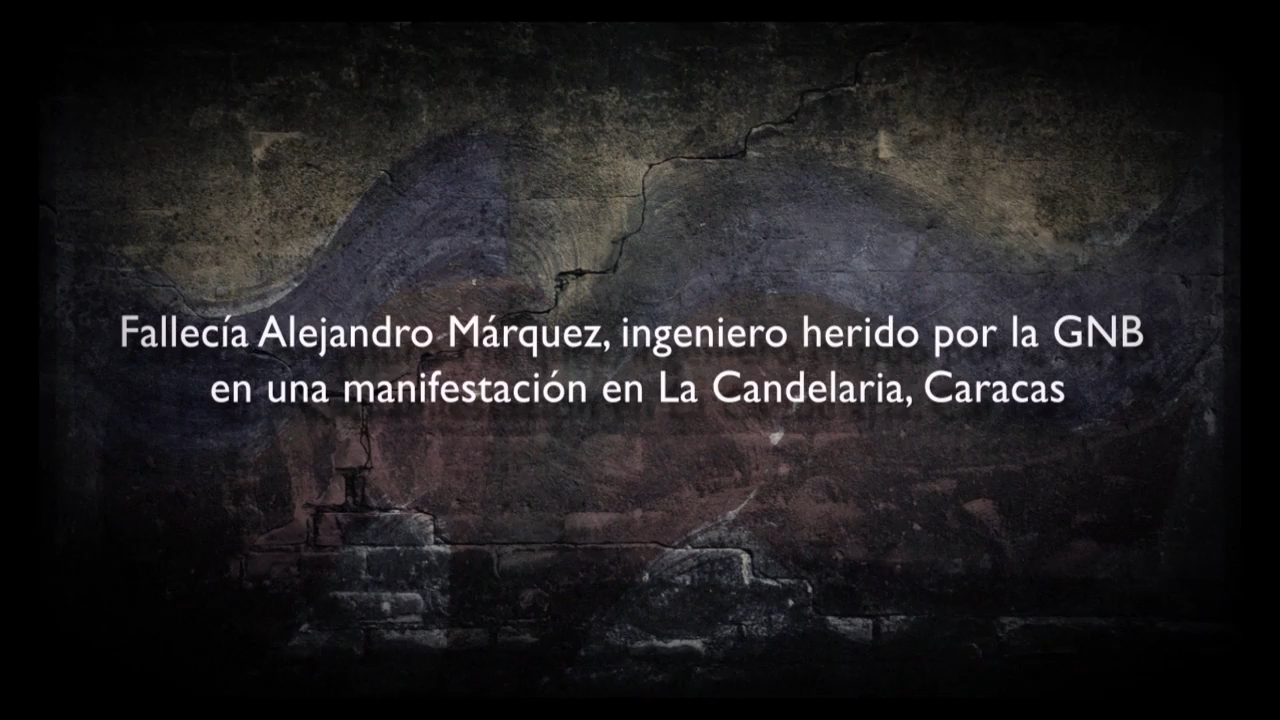 Fallecía Alejandro Márquez, ingeniero herido por la GNB
en una manifestación en La Candelaria, Caracas